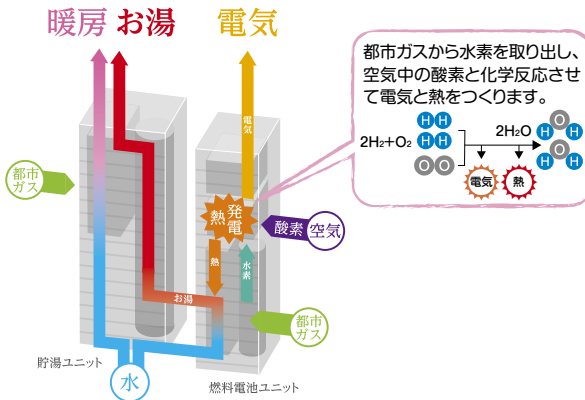 暖房 お湯 電気
都市ガスから水素を取り出し、
空気中の酸素と化学反応させ
て電気と熱をつくります。
H H
H H
O O
2H₂+O₂
2H₂O
O
H H
O
H H
電気 熱
電気
都市
ガス
発電
熱
酸素 空気
熱
水素
お湯
都市
ガス
貯湯ユニット
水
燃料電池ユニット